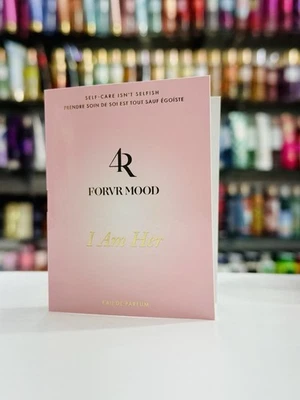 SELF-CARE ISN'T SELFISH
PRENDRE SOIN DE SOI EST TOUT SAUF ÉGOÏSTE
4R
FORVR MOOD
I Am Her
EAU DE PARFUM